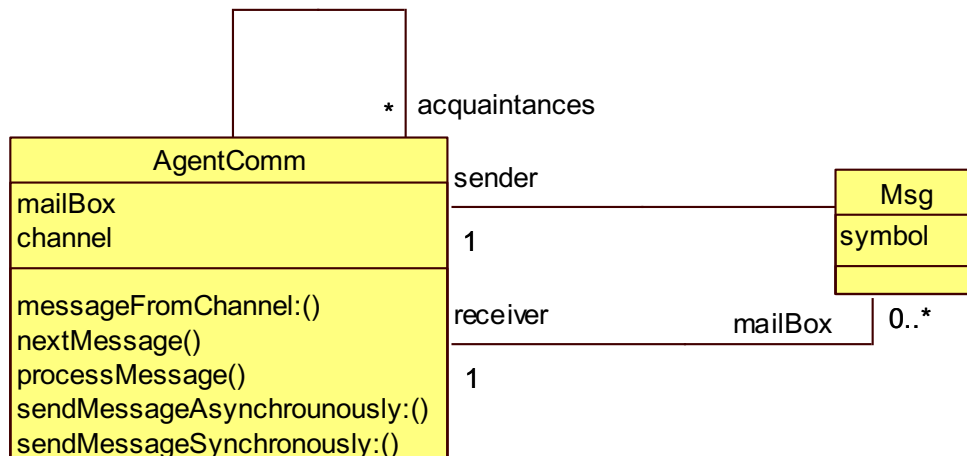 * acquaintances
AgentComm
mailBox
channel
messageFromChannel:()
nextMessage()
processMessage()
sendMessageAsynchrounously:()
sendMessageSynchronously:()
sender
1
receiver
1
mailBox
0..*
Msg
symbol